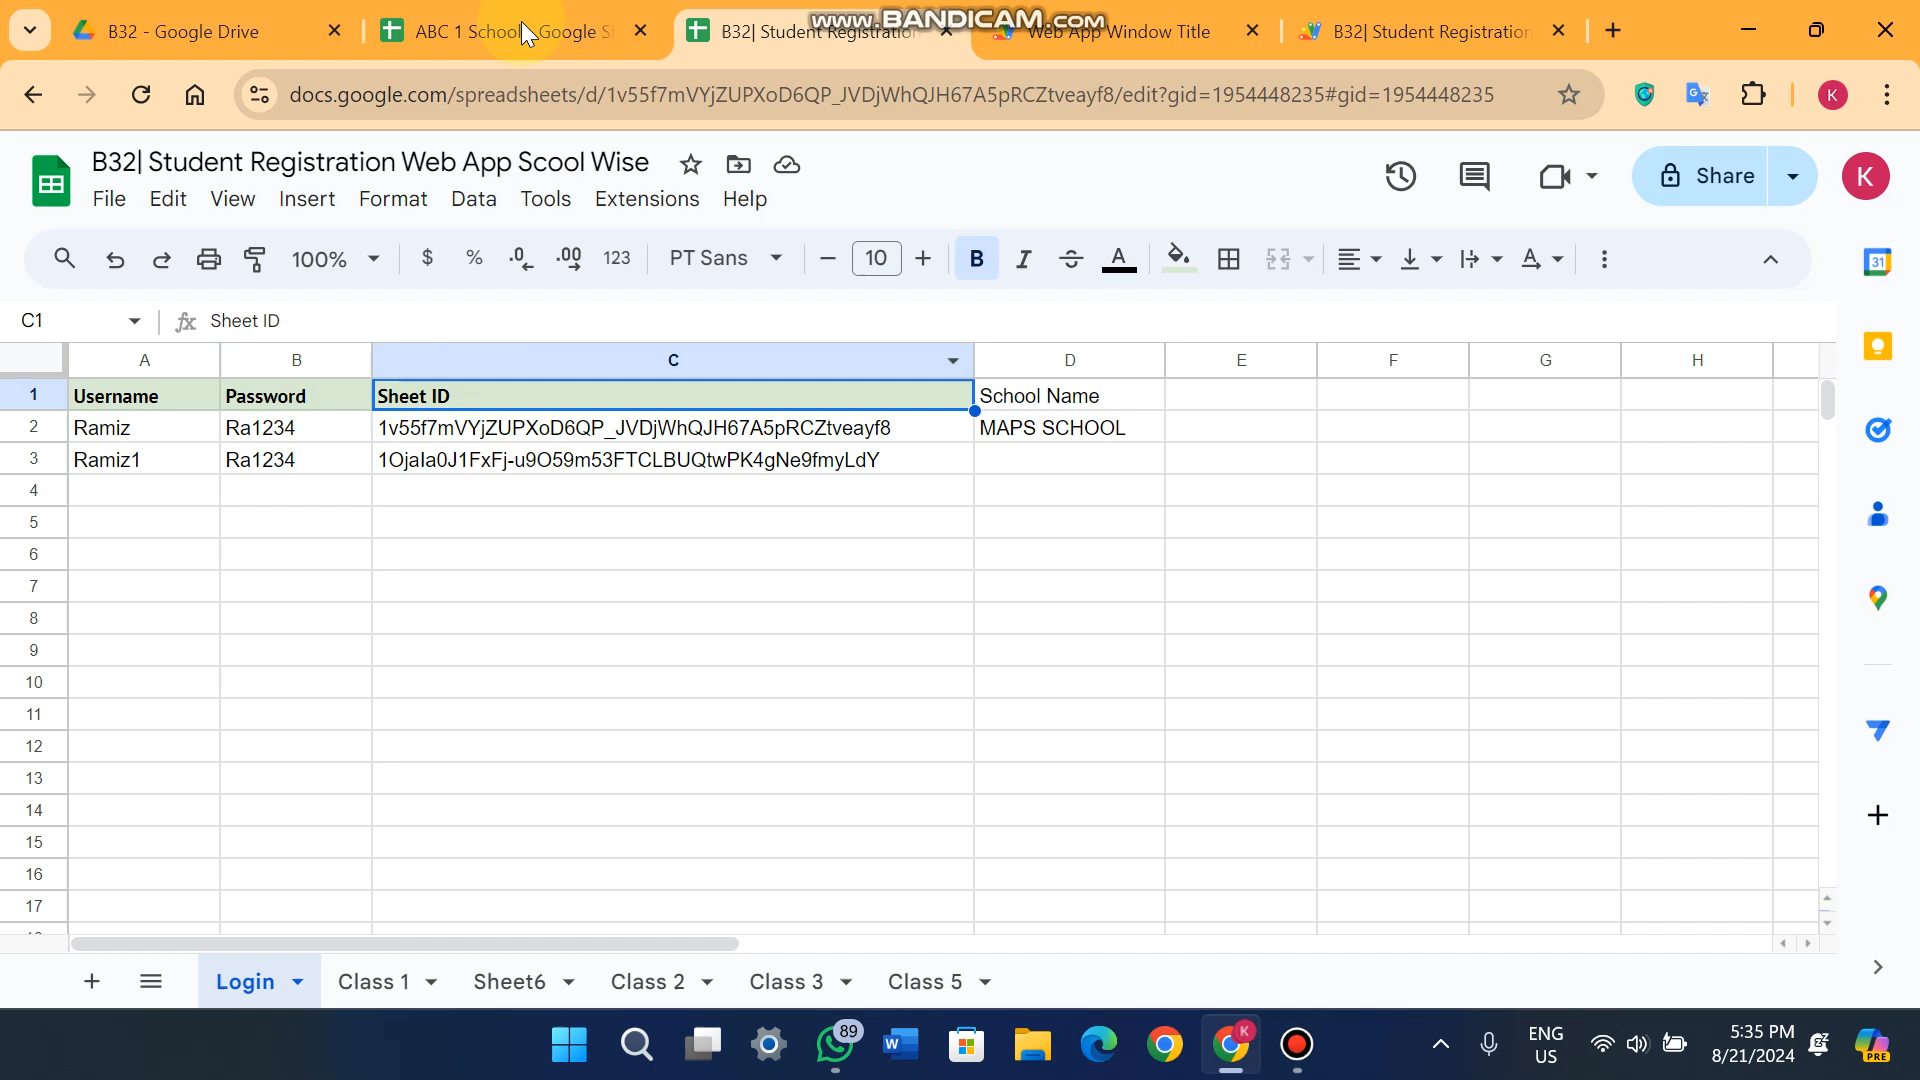 www.BANDICAM.com
B32 - Google Drive
ABC 1 School - Google S
B32| Student Registration
Web App Window Title
B32| Student Registration
docs.google.com/spreadsheets/d/1v55f7mVYjZUPXoD6QP_JVDjWhQJH67A5pRCZtveayf8/edit?gid=1954448235#gid=1954448235
K
B32| Student Registration Web App Scool Wise
File Edit View Insert Format Data Tools Extensions Help
Share
K
100% $ % .0 .00 123 PT Sans 10 B I A A
31
C1 fx Sheet ID
A B C D E F G H
1 Username Password Sheet ID School Name
2 Ramiz Ra1234 1v55f7mVYjZUPXoD6QP_JVDjWhQJH67A5pRCZtveayf8 MAPS SCHOOL
3 Ramiz1 Ra1234 1OjaIa0J1FxFj-u9O59m53FTCLBUQtwPK4gNe9fmyLdY
4
5
6
7
8
9
10
11
12
13
14
15
16
17
Login Class 1 Sheet6 Class 2 Class 3 Class 5
89
W
K
ENG
US
5:35 PM
8/21/2024
PRE